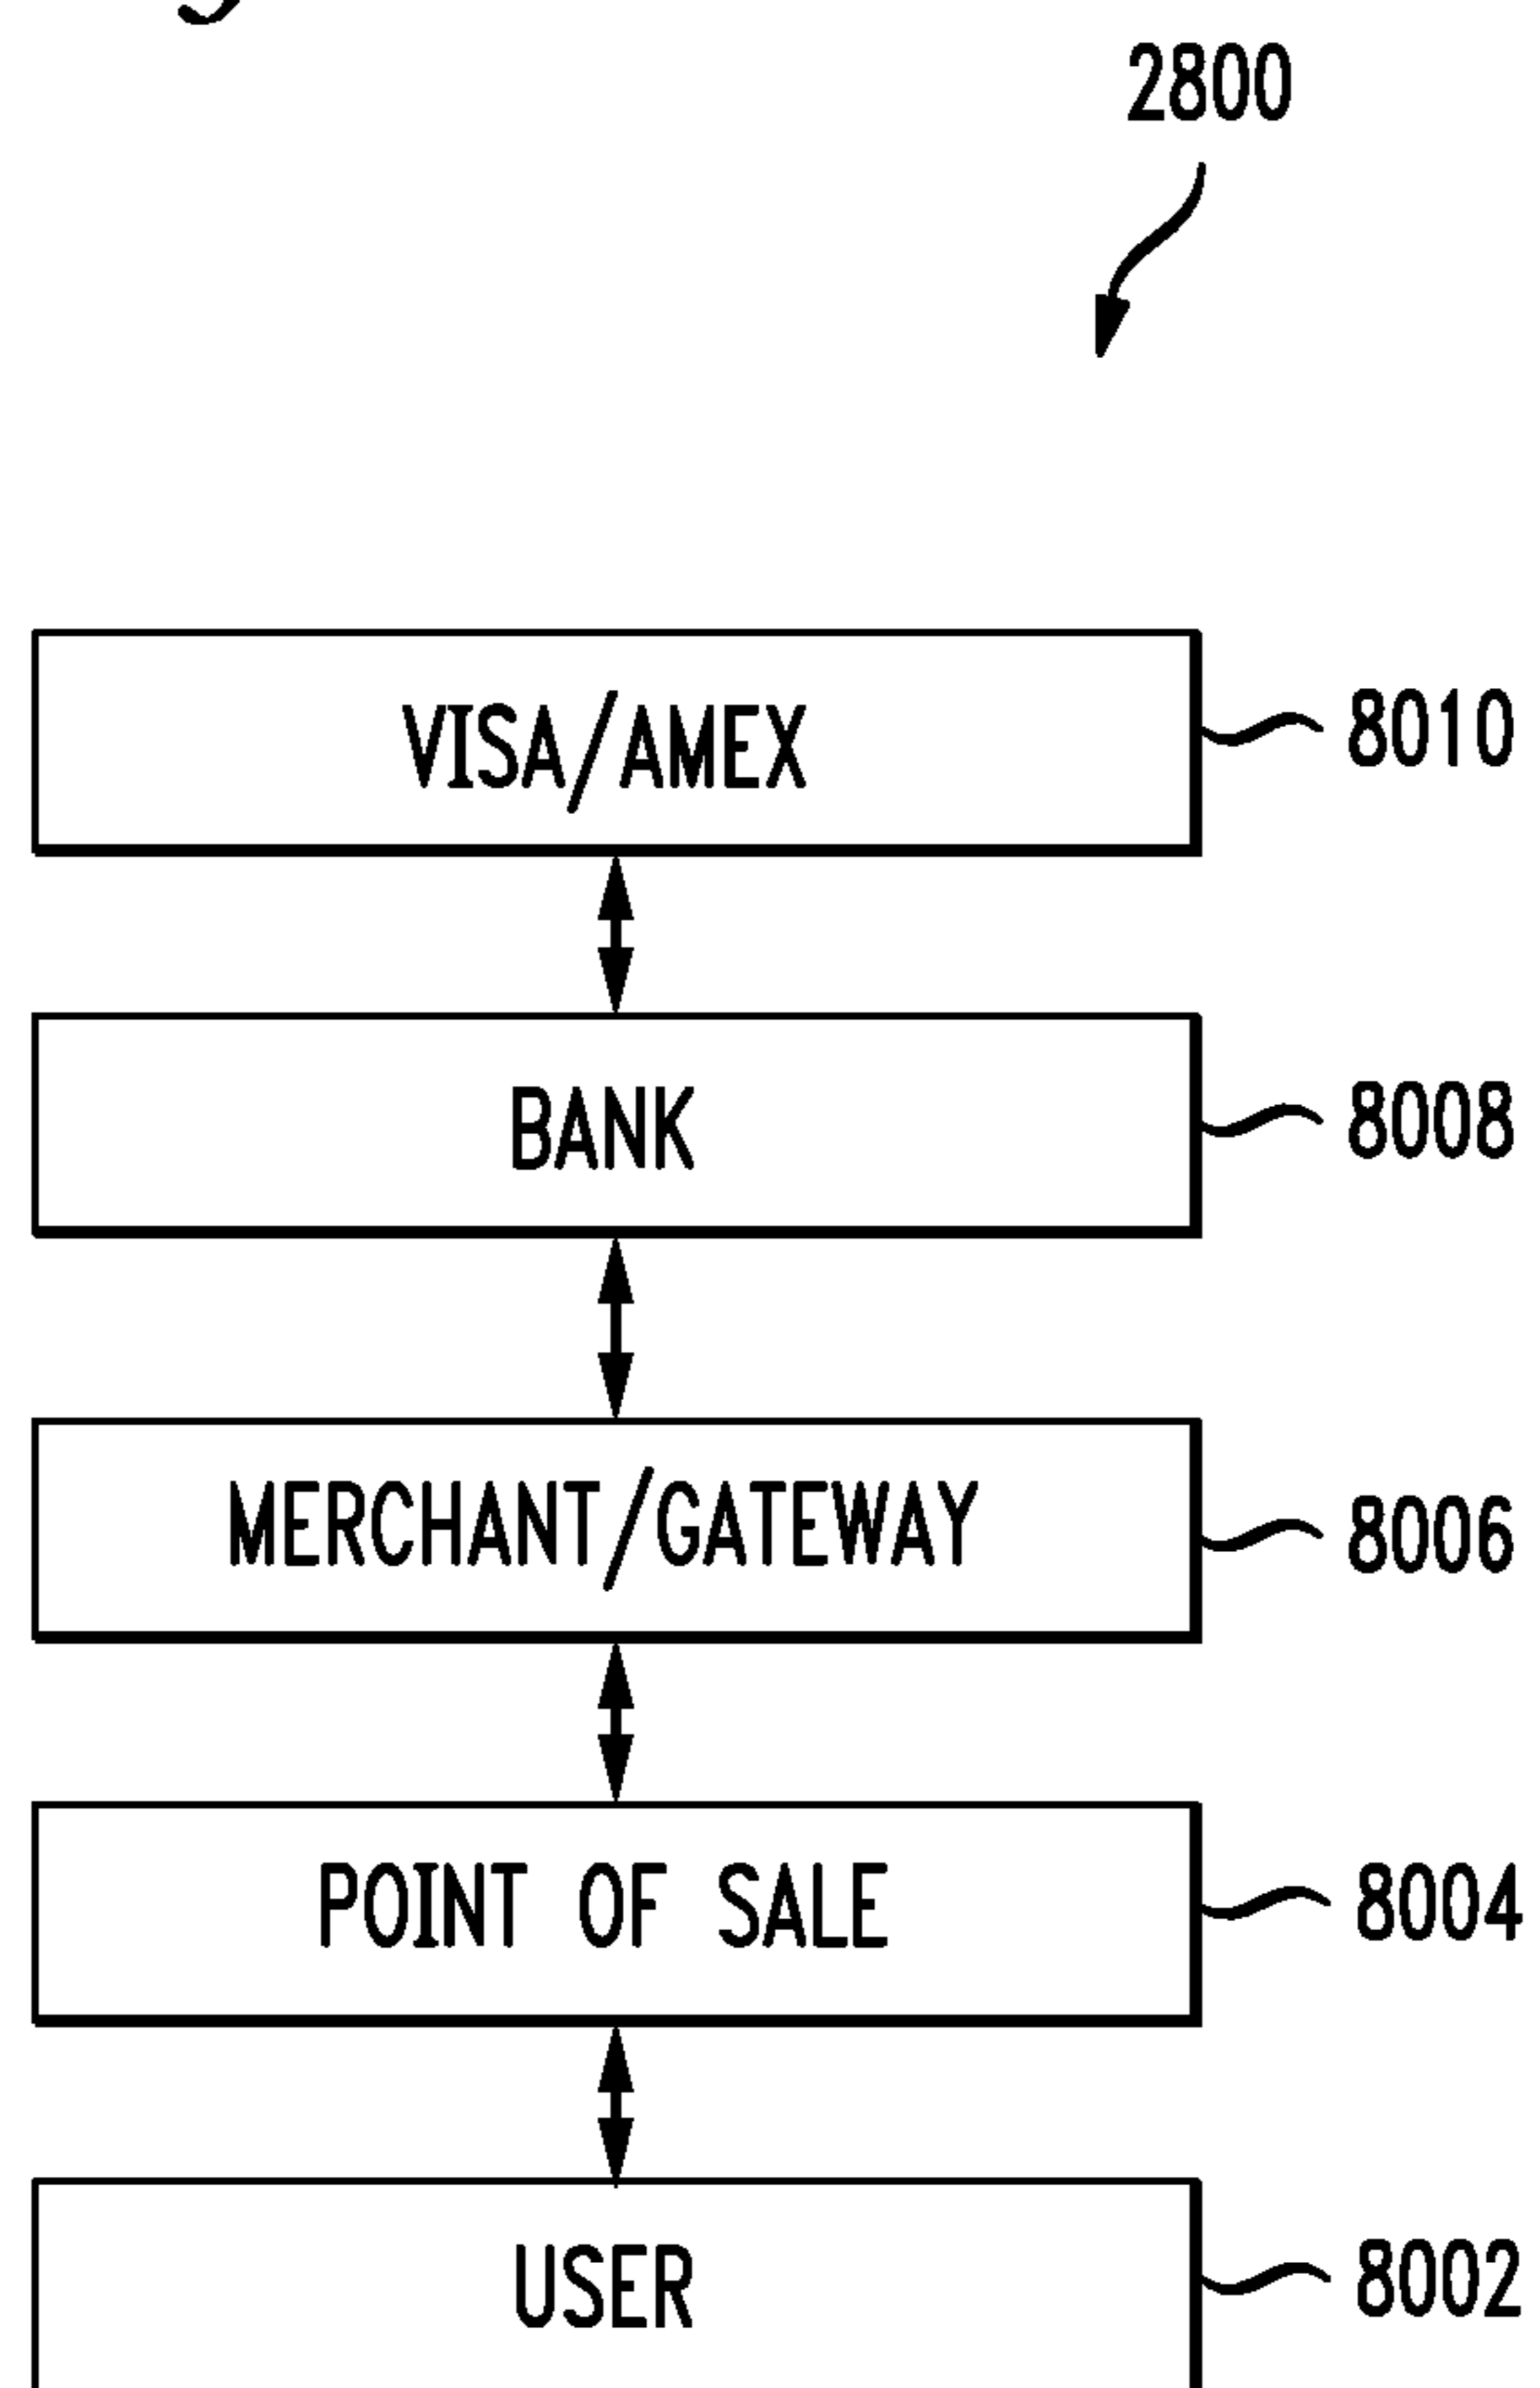 2800
VISA/AMEX
8010
BANK
8008
MERCHANT/GATEWAY
8006
POINT OF SALE
8004
USER
8002